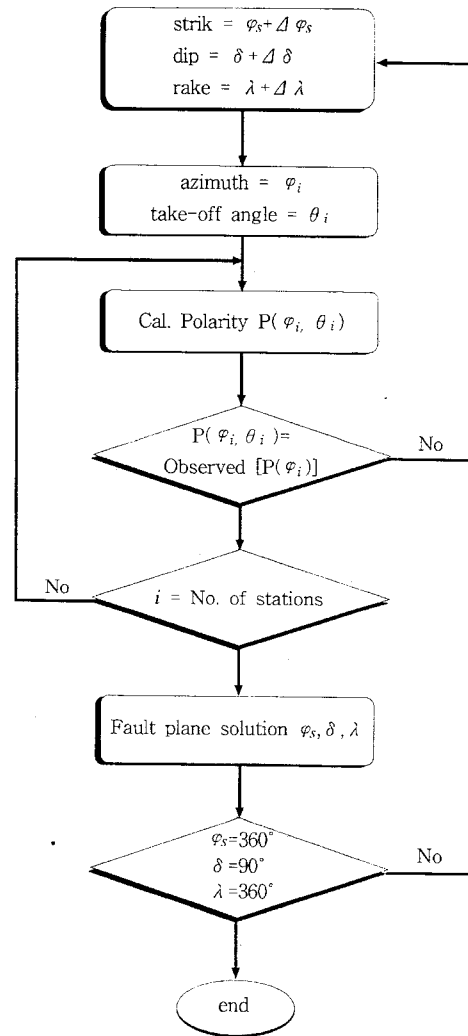 strik = φs+Δ φs
dip = δ+Δ δ
rake = λ+Δ λ
azimuth = φi
take-off angle = θi
Cal. Polarity P( φi, θi)
P( φi, θi)=
Observed [P(φi)]
No
i = No. of stations
No
Fault plane solution φs, δ, λ
φs=360°
δ=90°
λ=360°
No
end